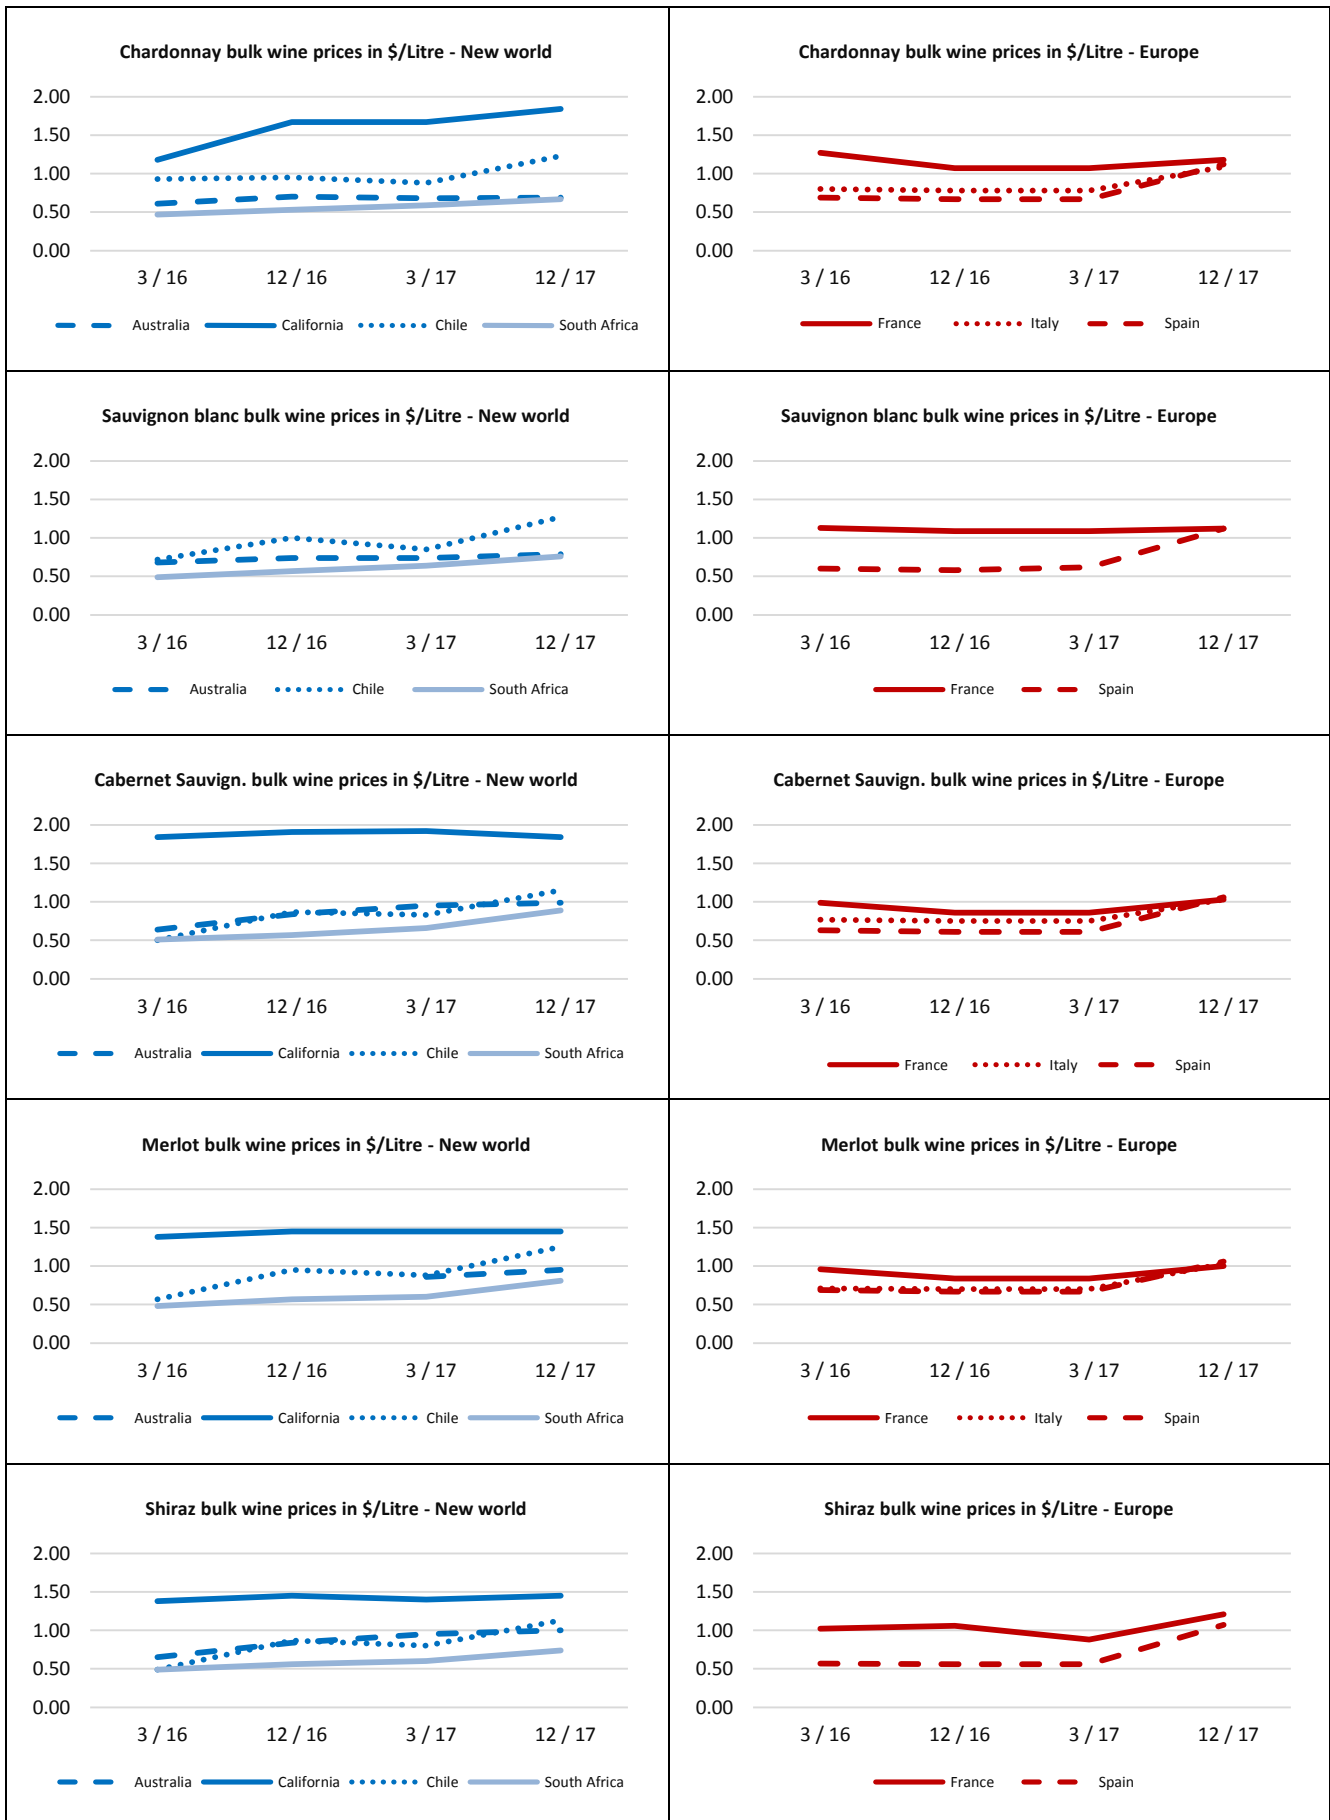 Chardonnay bulk wine prices in $/Litre - New world
2.00
1.50
1.00
0.50
0.00
3 / 16 12 / 16 3 / 17 12 / 17
Australia California Chile South Africa
Chardonnay bulk wine prices in $/Litre - Europe
2.00
1.50
1.00
0.50
0.00
3 / 16 12 / 16 3 / 17 12 / 17
France Italy Spain
Sauvignon blanc bulk wine prices in $/Litre - New world
2.00
1.50
1.00
0.50
0.00
3 / 16 12 / 16 3 / 17 12 / 17
Australia Chile South Africa
Sauvignon blanc bulk wine prices in $/Litre - Europe
2.00
1.50
1.00
0.50
0.00
3 / 16 12 / 16 3 / 17 12 / 17
France Spain
Cabernet Sauvign. bulk wine prices in $/Litre - New world
2.00
1.50
1.00
0.50
0.00
3 / 16 12 / 16 3 / 17 12 / 17
Australia California Chile South Africa
Cabernet Sauvign. bulk wine prices in $/Litre - Europe
2.00
1.50
1.00
0.50
0.00
3 / 16 12 / 16 3 / 17 12 / 17
France Italy Spain
Merlot bulk wine prices in $/Litre - New world
2.00
1.50
1.00
0.50
0.00
3 / 16 12 / 16 3 / 17 12 / 17
Australia California Chile South Africa
Merlot bulk wine prices in $/Litre - Europe
2.00
1.50
1.00
0.50
0.00
3 / 16 12 / 16 3 / 17 12 / 17
France Italy Spain
Shiraz bulk wine prices in $/Litre - New world
2.00
1.50
1.00
0.50
0.00
3 / 16 12 / 16 3 / 17 12 / 17
Australia California Chile South Africa
Shiraz bulk wine prices in $/Litre - Europe
2.00
1.50
1.00
0.50
0.00
3 / 16 12 / 16 3 / 17 12 / 17
France Spain